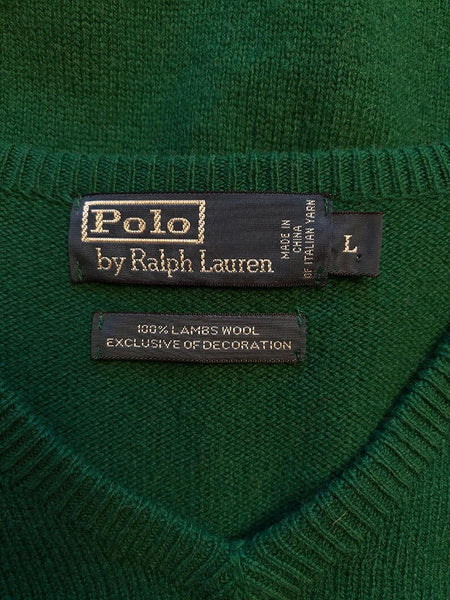 Polo
by Ralph Lauren
MADE IN
CHINA
OF ITALIAN YARN
L
100% LAMBS WOOL
EXCLUSIVE OF DECORATION